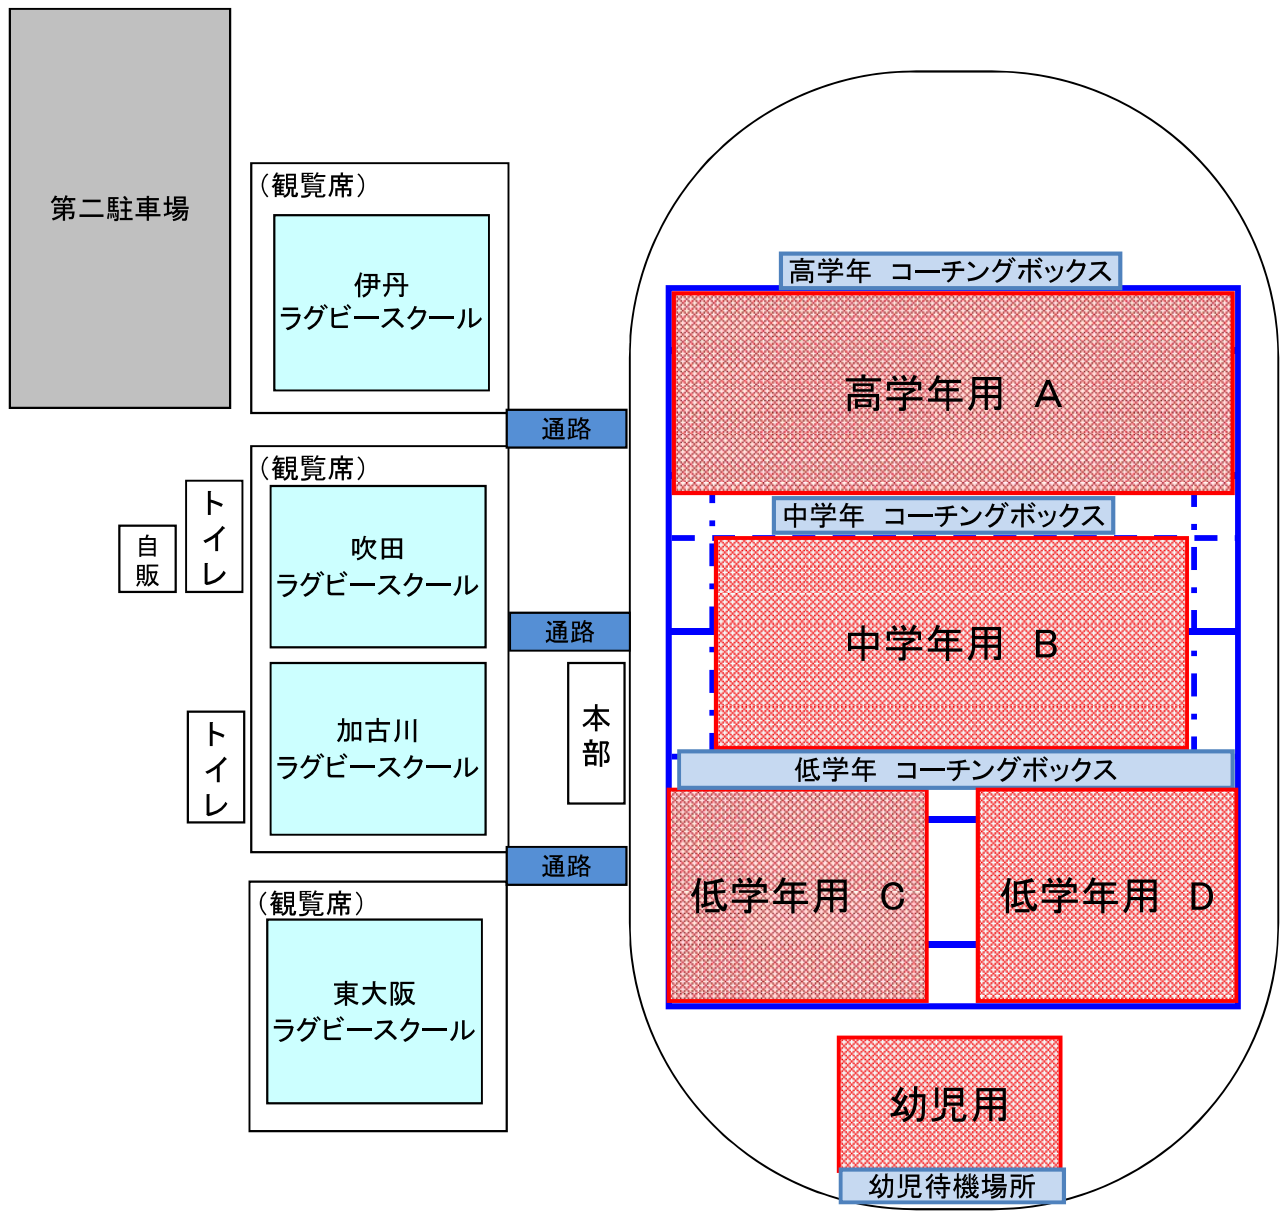 第二駐車場
（観覧席）
伊丹
ラグビースクール
通路
（観覧席）
吹田
ラグビースクール
トイレ
自販
通路
加古川
ラグビースクール
トイレ
本部
通路
（観覧席）
東大阪
ラグビースクール
高学年　コーチングボックス
高学年用　A
中学年　コーチングボックス
中学年用　B
低学年　コーチングボックス
低学年用　C
低学年用　D
幼児用
幼児待機場所